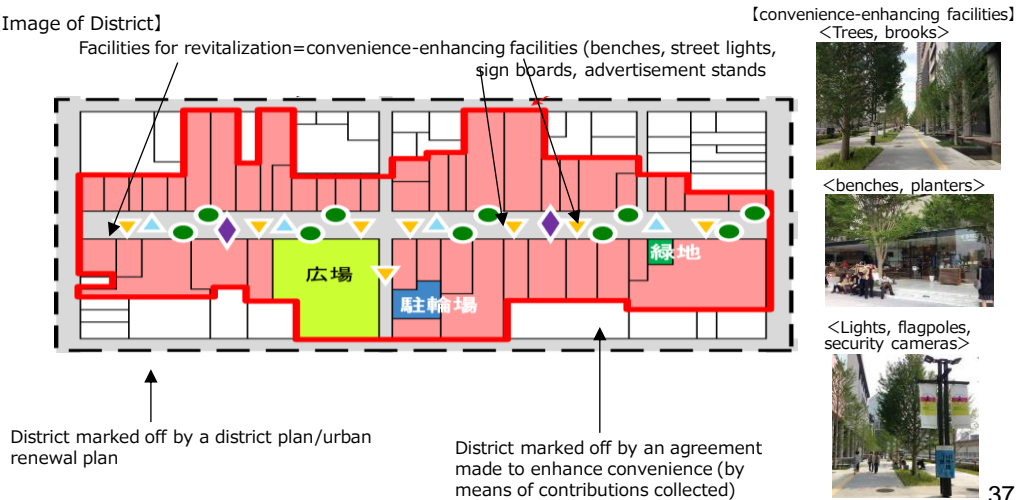 Image of District】
Facilities for revitalization=convenience-enhancing facilities (benches, street lights,
sign boards, advertisement stands
広場
駐輪場
緑地
District marked off by a district plan/urban
renewal plan
District marked off by an agreement
made to enhance convenience (by
means of contributions collected)
【convenience-enhancing facilities】
<Trees, brooks>
<benches, planters>
<Lights, flagpoles,
security cameras>
37